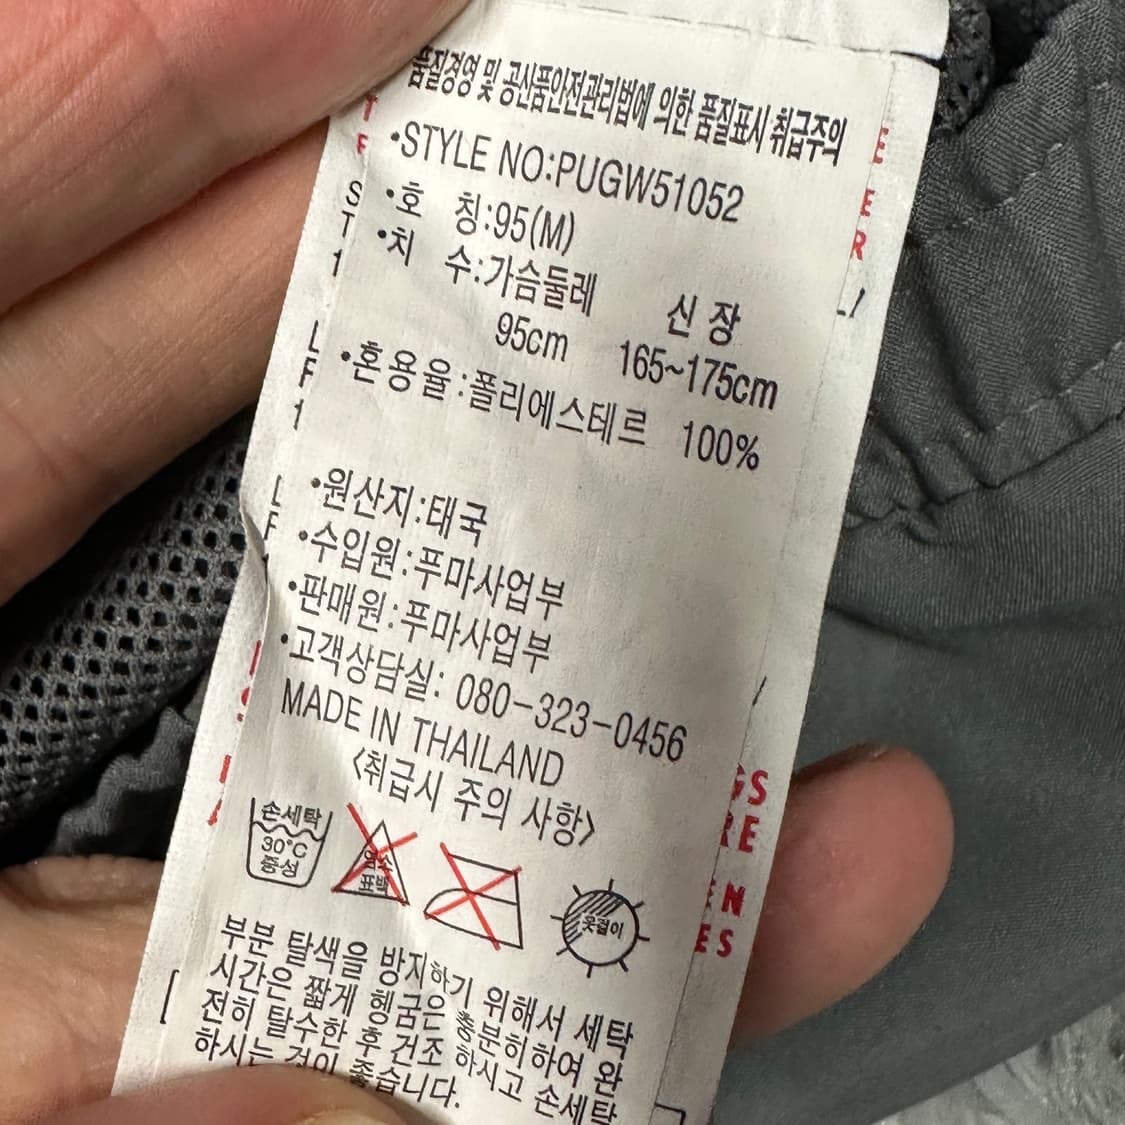 품질경영 및 공산품안전관리법에 의한 품질표시 취급주의
•STYLE NO:PUGW51052
•호 칭:95(M)
•치 수:가슴둘레 신 장
95cm 165~175cm
•혼용율:폴리에스테르 100%
•원산지:태국
•수입원:푸마사업부
•판매원:푸마사업부
•고객상담실: 080-323-0456
MADE IN THAILAND
<취급시 주의 사항>
손세탁
30°C
중성
염소
표백
옷걸이
부분 탈색을 방지하기 위해서 세탁
시간은 짧게 헹굼은 충분히하여 완
전히 탈수한 후 건조 하시고 손세탁
하시는 것이 좋습니다.